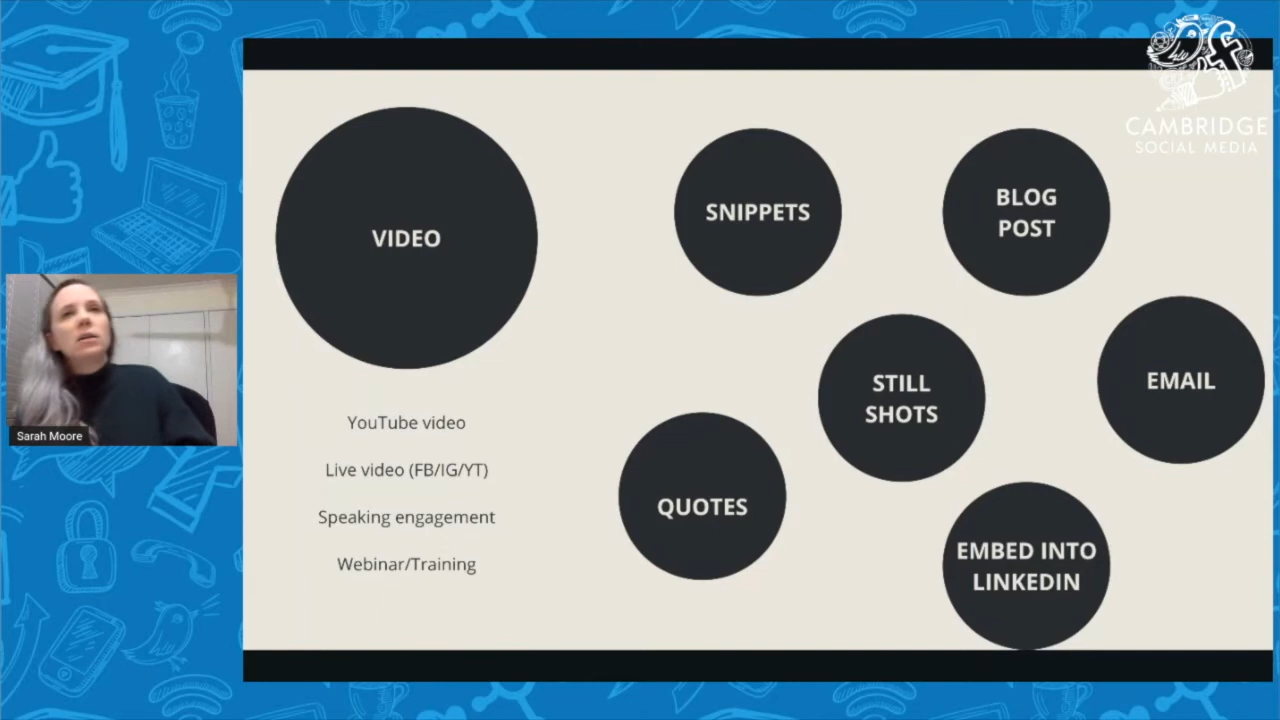 CAMBRIDGE
SOCIAL MEDIA
VIDEO
YouTube video
Live video (FB/IG/YT)
Speaking engagement
Webinar/Training
SNIPPETS
BLOG
POST
STILL
SHOTS
EMAIL
QUOTES
EMBED INTO
LINKEDIN
Sarah Moore